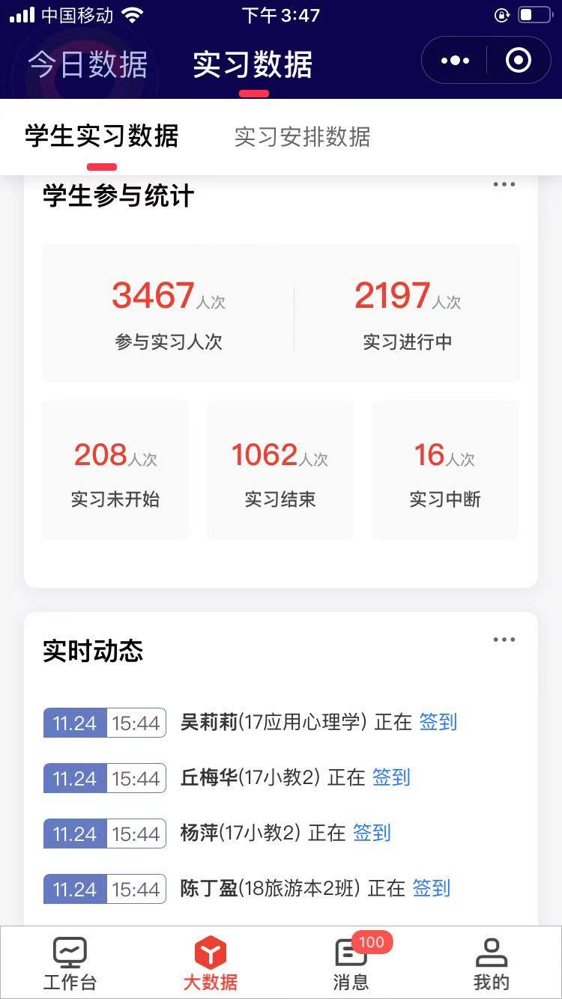 中国移动 下午3:47
今日数据 实习数据
学生实习数据 实习安排数据
学生参与统计
3467人次 2197人次
参与实习人次 实习进行中
208人次 1062人次 16人次
实习未开始 实习结束 实习中断
实时动态
11.24 15:44 吴莉莉(17应用心理学) 正在 签到
11.24 15:44 丘梅华(17小教2) 正在 签到
11.24 15:44 杨萍(17小教2) 正在 签到
11.24 15:44 陈丁盈(18旅游本2班) 正在 签到
100
工作台 大数据 消息 我的